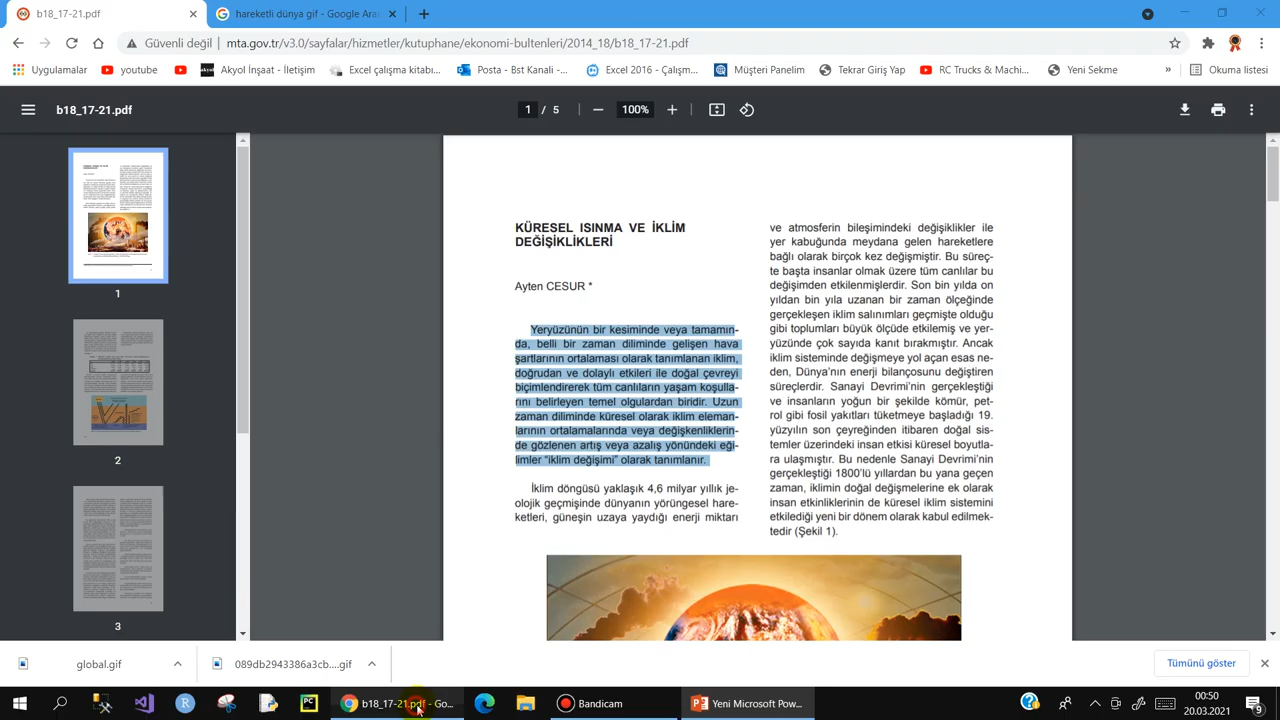 b18_17-21.pdf
hareketli dünya gif - Google Ara
Güvenli değil
mta.gov.tr/v3.0/sayfalar/hizmetler/kutuphane/ekonomi-bultenleri/2014_18/b18_17-21.pdf
Uygulamalar
youtube
Akyol İnşaat - İletişim
Excel çalışma kitabı...
Posta - Bst Kanali -...
Excel 2016 - Çalışm...
Müşteri Panelim
Tekrar Giriş Yap
RC Trucks & Machi...
Yeni Sekme
»
Okuma listesi
b18_17-21.pdf
1 / 5
100%
1
2
3
KÜRESEL ISINMA VE İKLİM
DEĞİŞİKLİKLERİ
Ayten CESUR *
Yeryüzünün bir kesiminde veya tamamın-
da, belli bir zaman diliminde gelişen hava
şartlarının ortalaması olarak tanımlanan iklim,
doğrudan ve dolaylı etkileri ile doğal çevreyi
biçimlendirerek tüm canlıların yaşam koşulla-
rını belirleyen temel olgulardan biridir. Uzun
zaman diliminde küresel olarak iklim eleman-
larının ortalamalarında veya değişkenliklerin-
de gözlenen artış veya azalış yönündeki eği-
limler “iklim değişimi” olarak tanımlanır.
İklim döngüsü yaklaşık 4,6 milyar yıllık je-
olojik geçmişinde dünyanın yörüngesel hare-
ketleri, güneşin uzaya yaydığı enerji miktarı
ve atmosferin bileşimindeki değişiklikler ile
yer kabuğunda meydana gelen hareketlere
bağlı olarak birçok kez değişmiştir. Bu süreç-
te başta insanlar olmak üzere tüm canlılar bu
değişimden etkilenmişlerdir. Son bin yılda on
yıldan bin yıla uzanan bir zaman ölçeğinde
gerçekleşen iklim salınımları geçmişte olduğu
gibi toplumları büyük ölçüde etkilemiş ve yer-
yüzünde çok sayıda kanıt bırakmıştır. Ancak
iklim sisteminde değişmeye yol açan esas ne-
den, Dünya’nın enerji bilançosunu değiştiren
süreçlerdir. Sanayi Devrimi’nin gerçekleştiği
ve insanların yoğun bir şekilde kömür, pet-
rol gibi fosil yakıtları tüketmeye başladığı 19.
yüzyılın son çeyreğinden itibaren doğal sis-
temler üzerindeki insan etkisi küresel boyutla-
ra ulaşmıştır. Bu nedenle Sanayi Devrimi’nin
gerçekleştiği 1800’lü yıllardan bu yana geçen
zaman, iklimin doğal değişmelerine ek olarak
insan etkinliklerinin de küresel iklim sistemini
etkilediği yeni bir dönem olarak kabul edilmek-
tedir (Şekil 1).
global.gif
089db2943386a3cb....gif
Tümünü göster
b18_17-21.pdf - Go...
Bandicam
Yeni Microsoft Pow...
00:50
20.03.2021